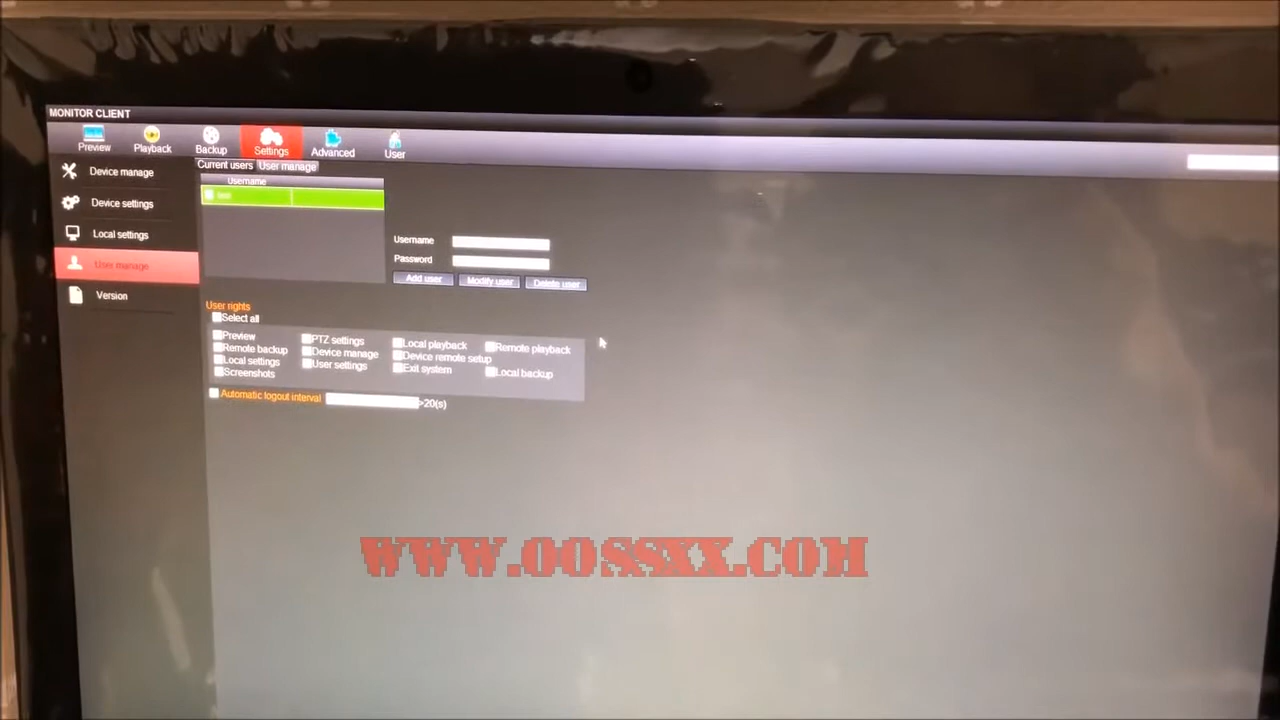 MONITOR CLIENT
Preview Playback Backup Settings Advanced User
Device manage
Device settings
Local settings
User manage
Version
Current users User manage
Username
Username
Password
Add user Modify user Delete user
User rights
Select all
Preview PTZ settings Local playback Remote playback
Remote backup Device manage Device remote setup
Local settings User settings Exit system Local backup
Screenshots
Automatic logout interval >20(s)
WWW.OOSSXX.COM